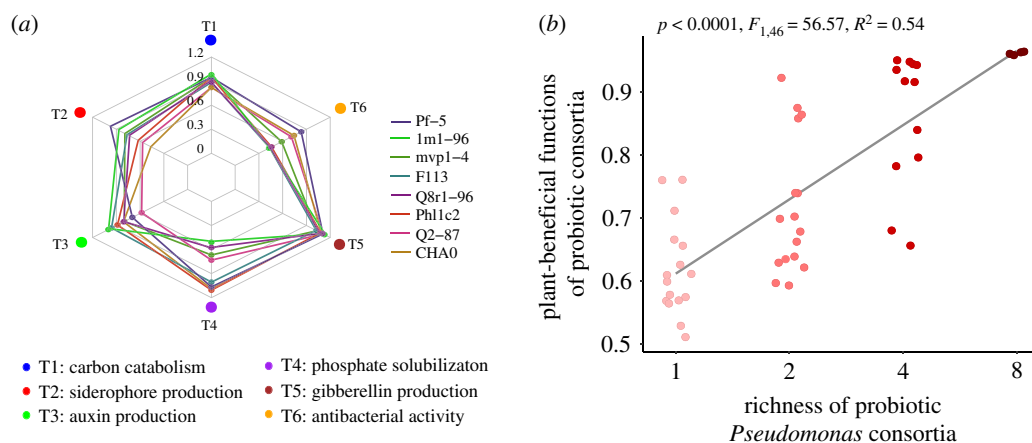 (a)
T1
1.2
0.9
0.6
0.3
0
T2
T3
T4
T5
T6
Pf-5
1m1-96
mvp1-4
F113
Q8r1-96
Phl1c2
Q2-87
CHA0
T1: carbon catabolism
T2: siderophore production
T3: auxin production
T4: phosphate solubilizaton
T5: gibberellin production
T6: antibacterial activity
(b)
p < 0.0001, F1,46 = 56.57, R² = 0.54
plant-beneficial functions
of probiotic consortia
0.9
0.8
0.7
0.6
0.5
1 2 4 8
richness of probiotic
Pseudomonas consortia